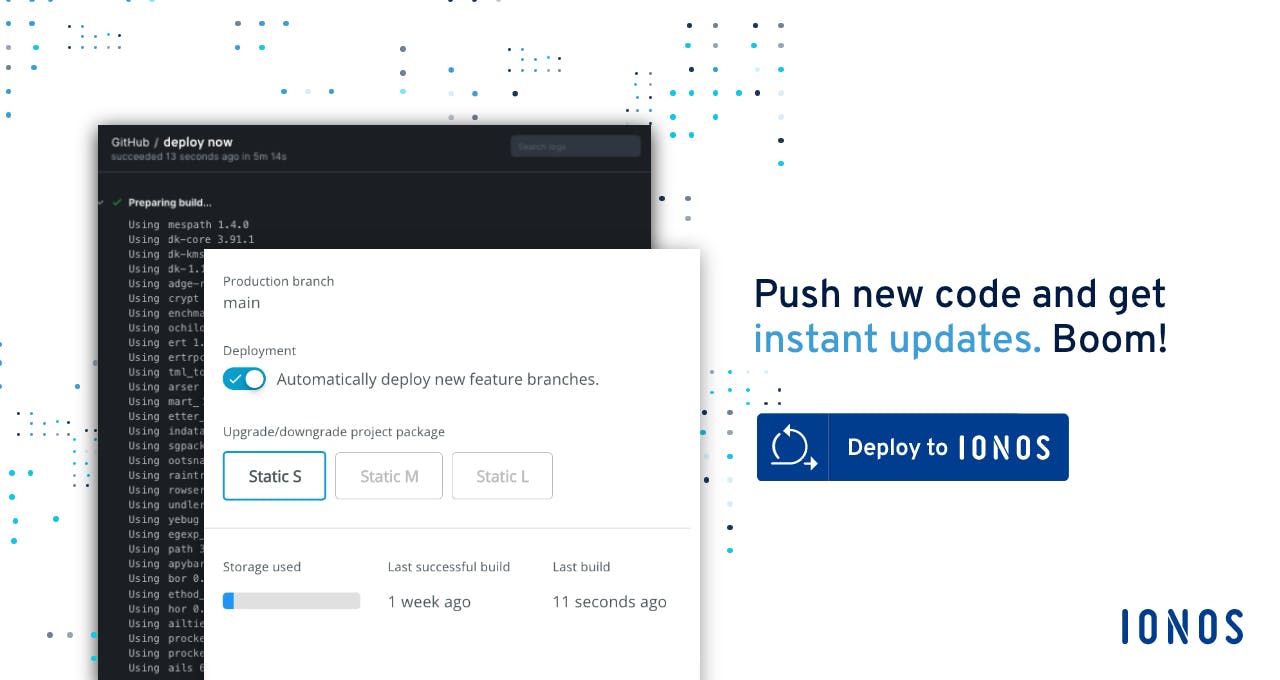 GitHub / deploy now
succeeded 13 seconds ago in 5m 14s
Search logs
Preparing build...
Using mespath 1.4.0
Using dk-core 3.91.1
Using dk-kms
Using dk-1.1
Using adge-r
Using crypt
Using enchma
Using ochilo
Using ert 1.
Using ertrpc
Using tml_to
Using arser
Using mart_
Using etter_
Using indata
Using sgpack
Using ootsna
Using raintr
Using rowser
Using undler
Using yebug
Using egexp_
Using path 3
Using apybar
Using bor 0.
Using ethod_
Using hor 0.
Using ailtie
Using procke
Using procke
Using ails 6
Production branch
main
Deployment
Automatically deploy new feature branches.
Upgrade/downgrade project package
Static S
Static M
Static L
Storage used
Last successful build
Last build
1 week ago
11 seconds ago
Push new code and get
instant updates. Boom!
Deploy to IONOS
IONOS